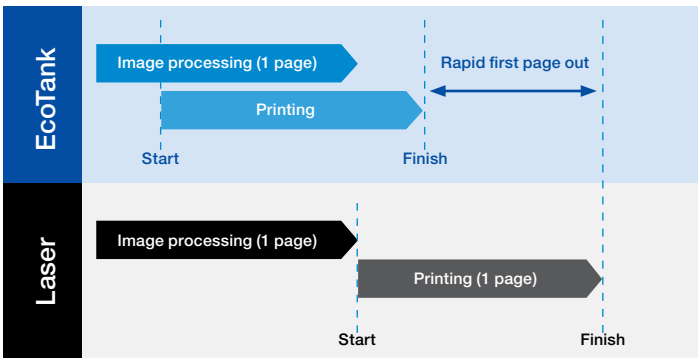 EcoTank
Image processing (1 page)
Rapid first page out
Printing
Start
Finish
Laser
Image processing (1 page)
Printing (1 page)
Start
Finish